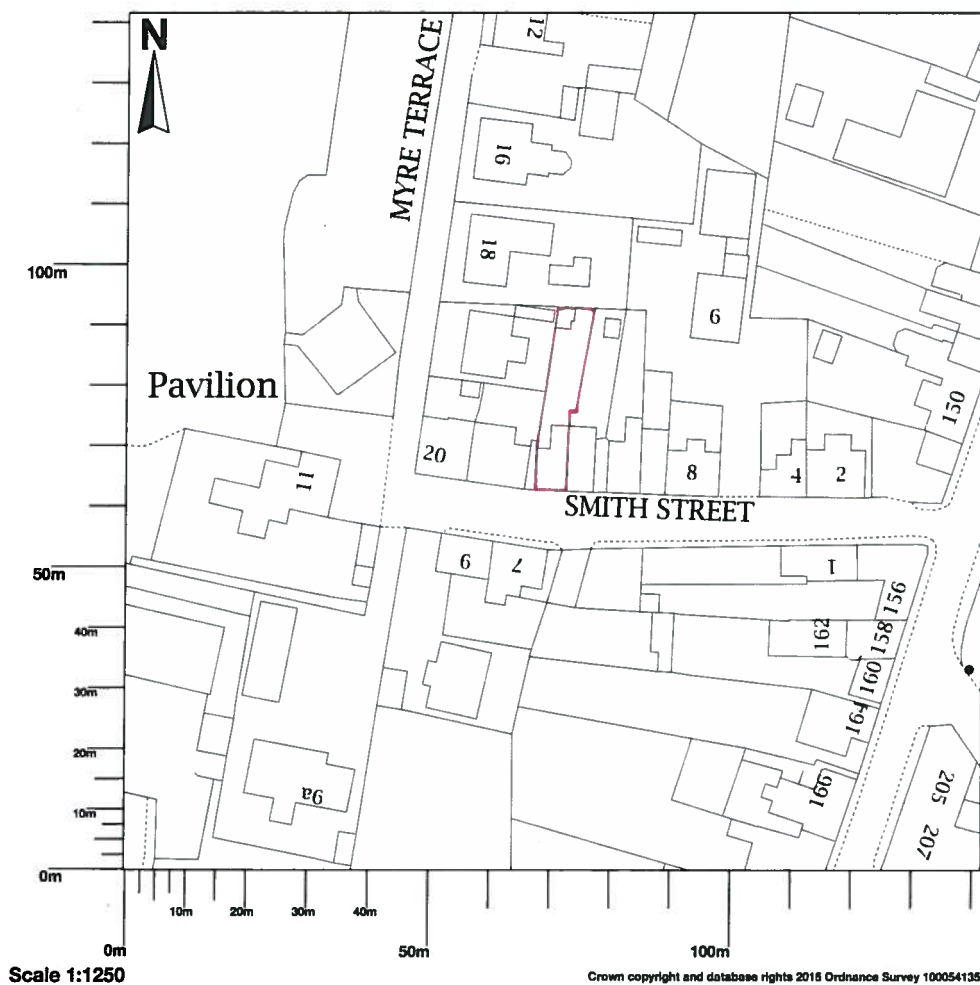 N
MYRE TERRACE
12
16
18
100m
6
Pavilion
150
20
8
4
2
11
SMITH STREET
9
7
1
50m
156
162
158
40m
160
30m
164
20m
9a
166
205
10m
207
0m
10m
20m
30m
40m
0m
50m
100m
Scale 1:1250
Crown copyright and database rights 2015 Ordnance Survey 100054135